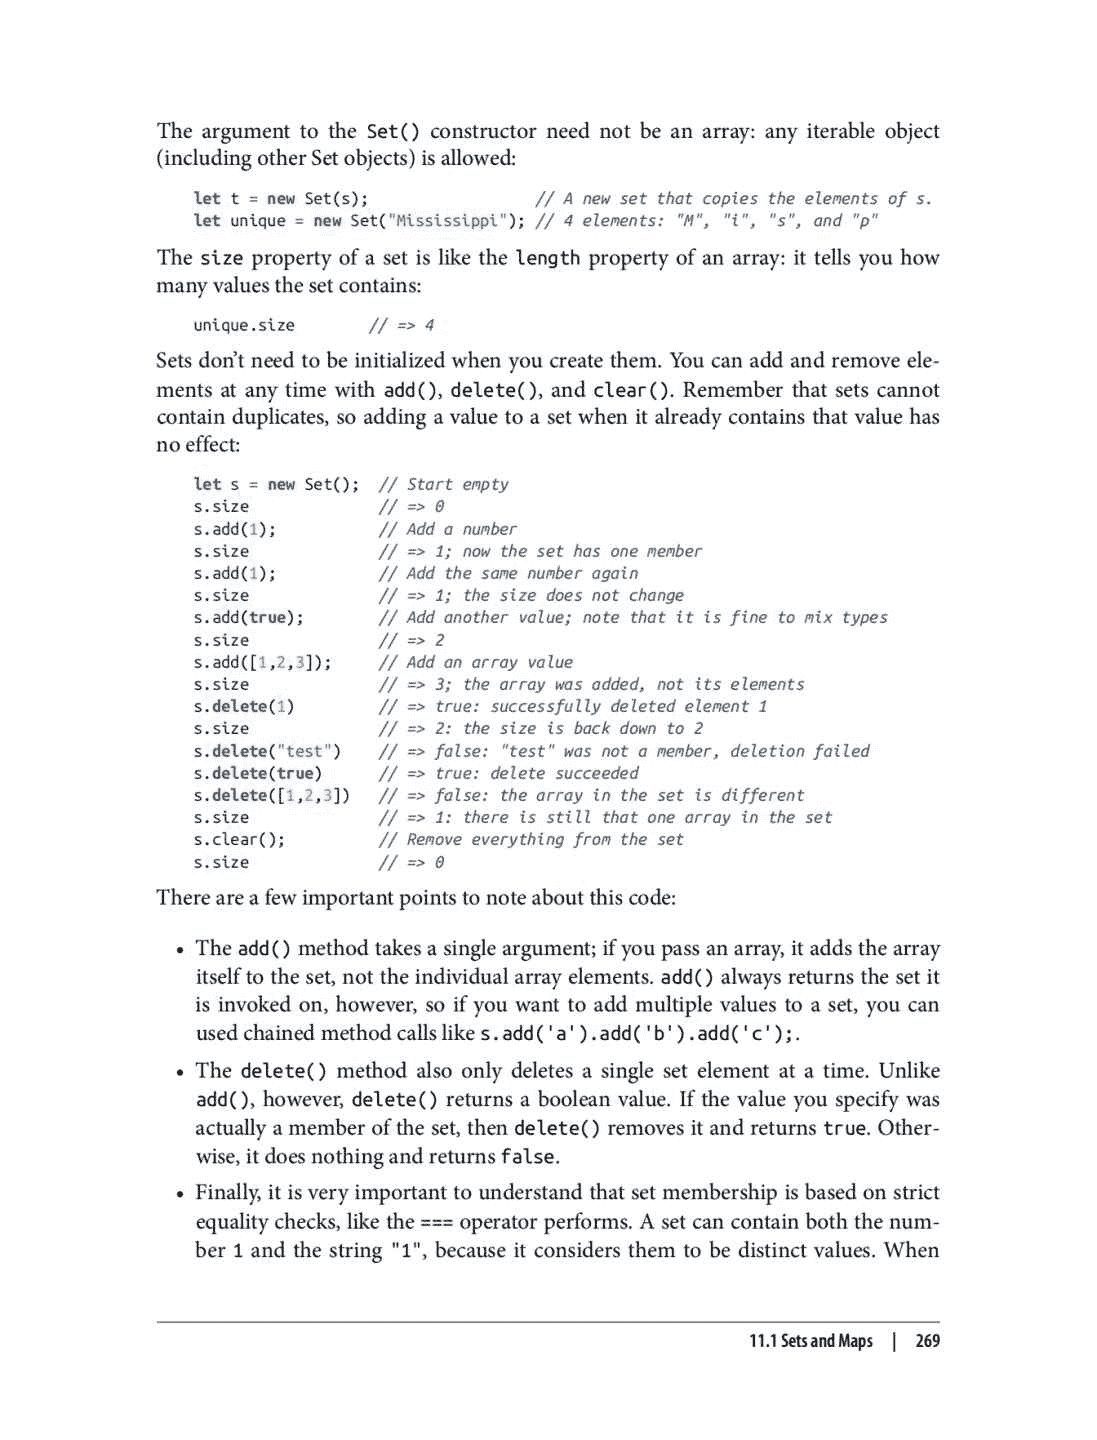 The argument to the Set() constructor need not be an array: any iterable object
(including other Set objects) is allowed:
let t = new Set(s);                  // A new set that copies the elements of s.
let unique = new Set("Mississippi"); // 4 elements: "M", "i", "s", and "p"
The size property of a set is like the length property of an array: it tells you how
many values the set contains:
unique.size        // => 4
Sets don’t need to be initialized when you create them. You can add and remove ele-
ments at any time with add(), delete(), and clear(). Remember that sets cannot
contain duplicates, so adding a value to a set when it already contains that value has
no effect:
let s = new Set();  // Start empty
s.size              // => 0
s.add(1);           // Add a number
s.size              // => 1; now the set has one member
s.add(1);           // Add the same number again
s.size              // => 1; the size does not change
s.add(true);        // Add another value; note that it is fine to mix types
s.size              // => 2
s.add([1,2,3]);     // Add an array value
s.size              // => 3; the array was added, not its elements
s.delete(1)         // => true: successfully deleted element 1
s.size              // => 2: the size is back down to 2
s.delete("test")    // => false: "test" was not a member, deletion failed
s.delete(true)      // => true: delete succeeded
s.delete([1,2,3])   // => false: the array in the set is different
s.size              // => 1: there is still that one array in the set
s.clear();          // Remove everything from the set
s.size              // => 0
There are a few important points to note about this code:
• The add() method takes a single argument; if you pass an array, it adds the array
itself to the set, not the individual array elements. add() always returns the set it
is invoked on, however, so if you want to add multiple values to a set, you can
used chained method calls like s.add('a').add('b').add('c');.
• The delete() method also only deletes a single set element at a time. Unlike
add(), however, delete() returns a boolean value. If the value you specify was
actually a member of the set, then delete() removes it and returns true. Other-
wise, it does nothing and returns false.
• Finally, it is very important to understand that set membership is based on strict
equality checks, like the === operator performs. A set can contain both the num-
ber 1 and the string "1", because it considers them to be distinct values. When
11.1 Sets and Maps | 269